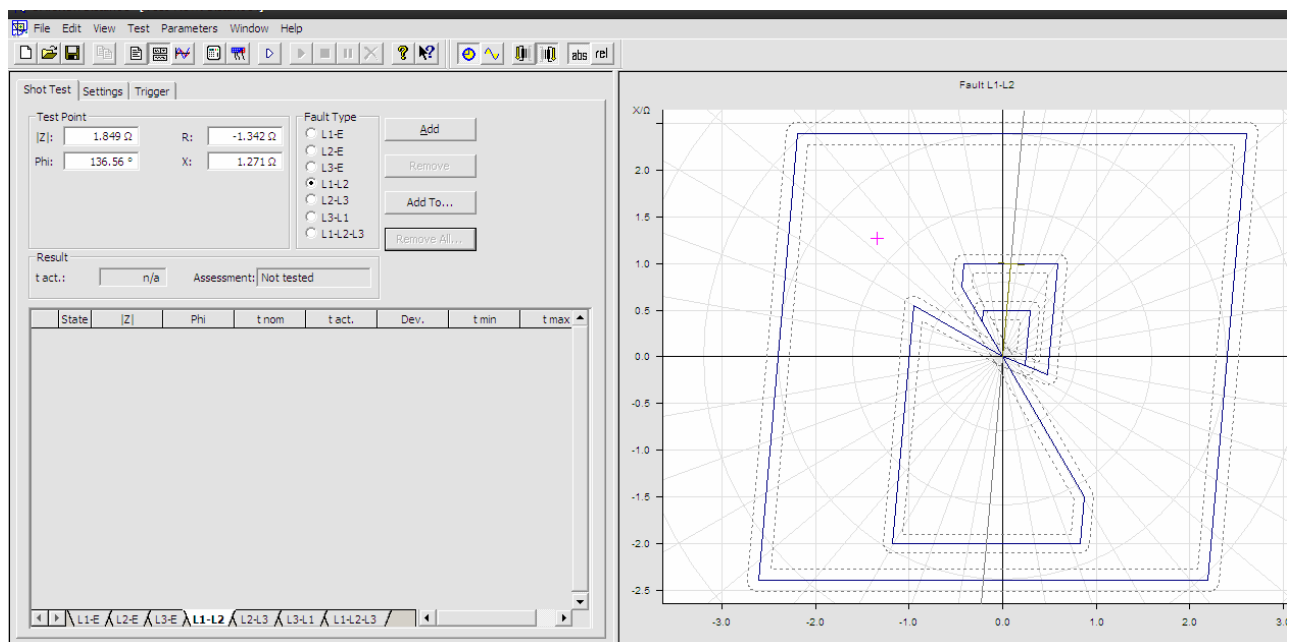 File Edit View Test Parameters Window Help
abs rel
Shot Test Settings Trigger
Test Point
|Z|: 1.849 Ω R: -1.342 Ω
Phi: 136.56 ° X: 1.271 Ω
Fault Type
L1-E
L2-E
L3-E
L1-L2
L2-L3
L3-L1
L1-L2-L3
Add
Remove
Add To...
Remove All...
Result
t act.: n/a Assessment: Not tested
State |Z| Phi t nom t act. Dev. t min t max
L1-E L2-E L3-E L1-L2 L2-L3 L3-L1 L1-L2-L3
Fault L1-L2
X/Ω
2.0
1.5
1.0
0.5
0.0
-0.5
-1.0
-1.5
-2.0
-2.5
-3.0 -2.0 -1.0 0.0 1.0 2.0